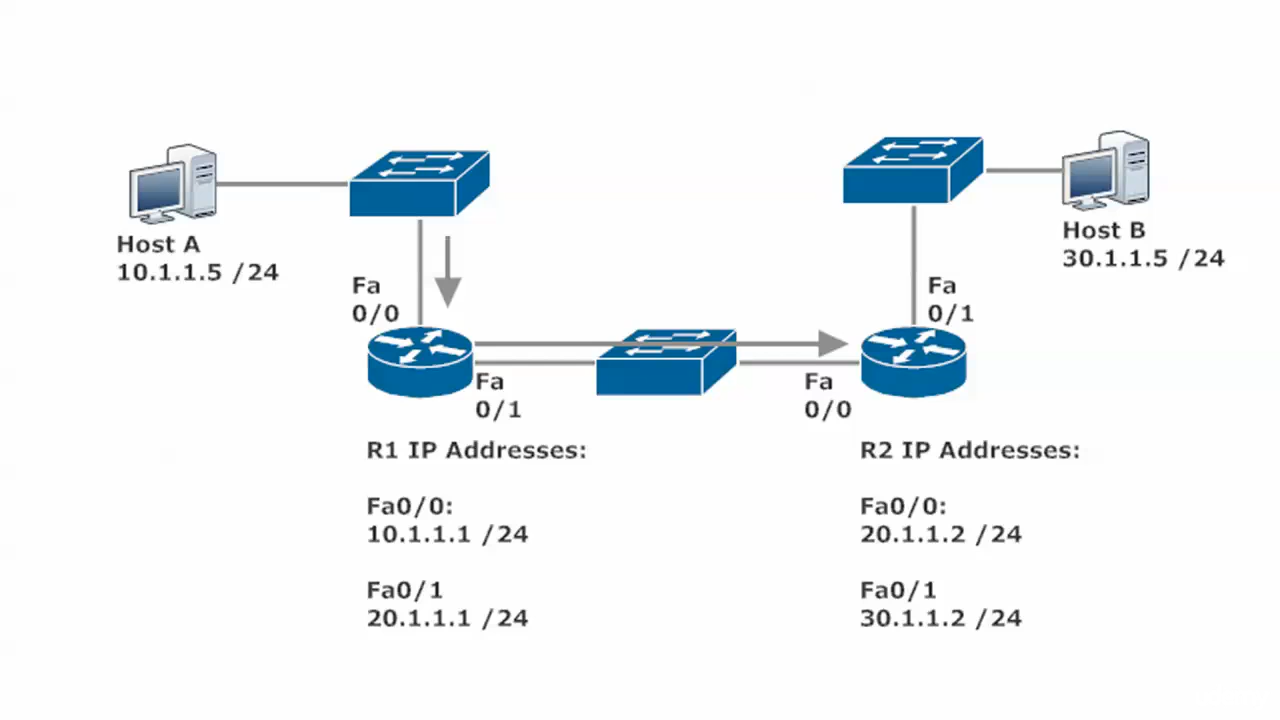 Host A
10.1.1.5 /24
Fa
0/0
Fa
0/1
Host B
30.1.1.5 /24
Fa
0/1
Fa
0/0
R1 IP Addresses:
Fa0/0:
10.1.1.1 /24
Fa0/1
20.1.1.1 /24
R2 IP Addresses:
Fa0/0:
20.1.1.2 /24
Fa0/1
30.1.1.2 /24